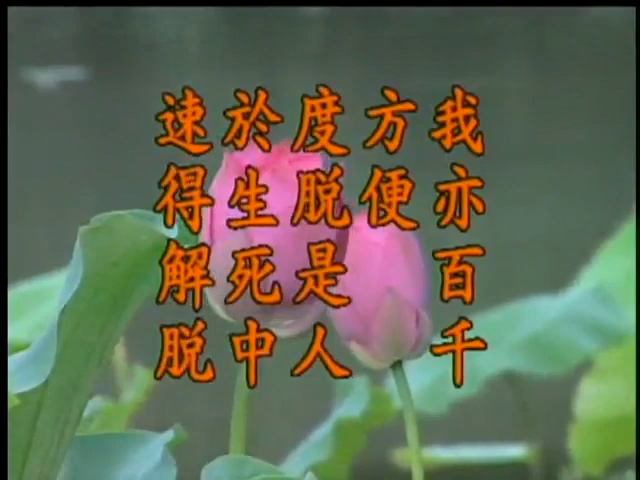 我亦百千
方便
度脱是人
於生死中
速得解脱